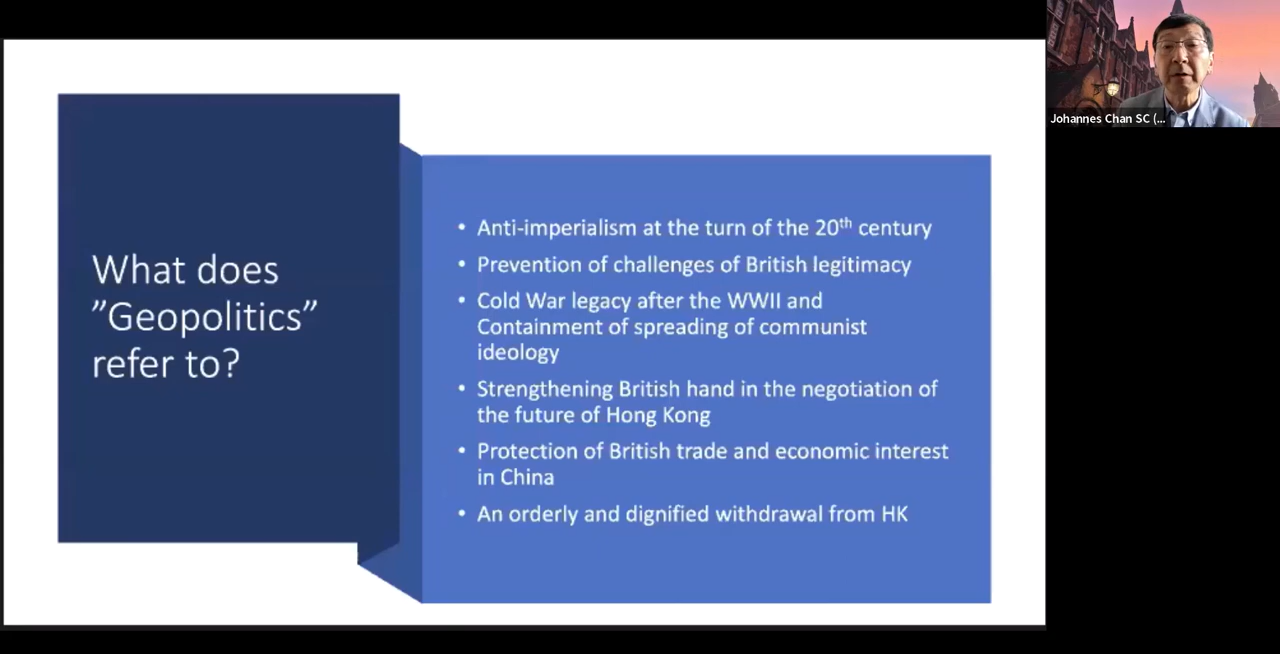 What does
”Geopolitics”
refer to?
• Anti-imperialism at the turn of the 20th century
• Prevention of challenges of British legitimacy
• Cold War legacy after the WWII and
Containment of spreading of communist
ideology
• Strengthening British hand in the negotiation of
the future of Hong Kong
• Protection of British trade and economic interest
in China
• An orderly and dignified withdrawal from HK
Johannes Chan SC (...